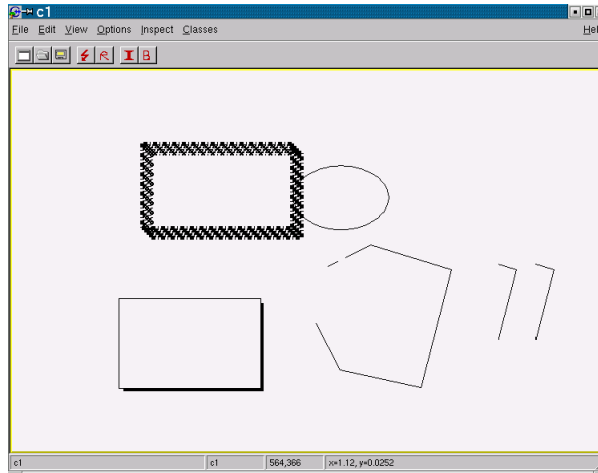 c1
File Edit View Options Inspect Classes Hel
R I B
c1 c1 564,366 x=1.12, y=0.0252